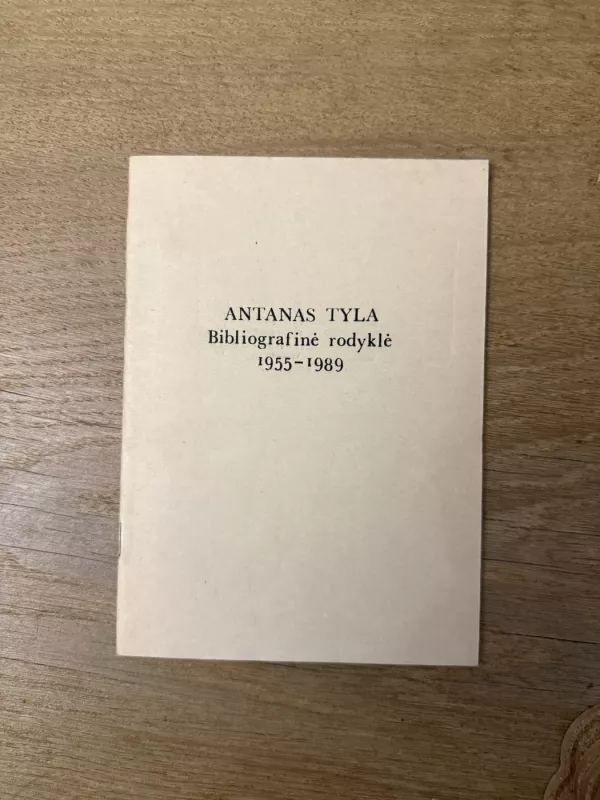 ANTANAS TYLA
Bibliografinė rodyklė
1955–1989